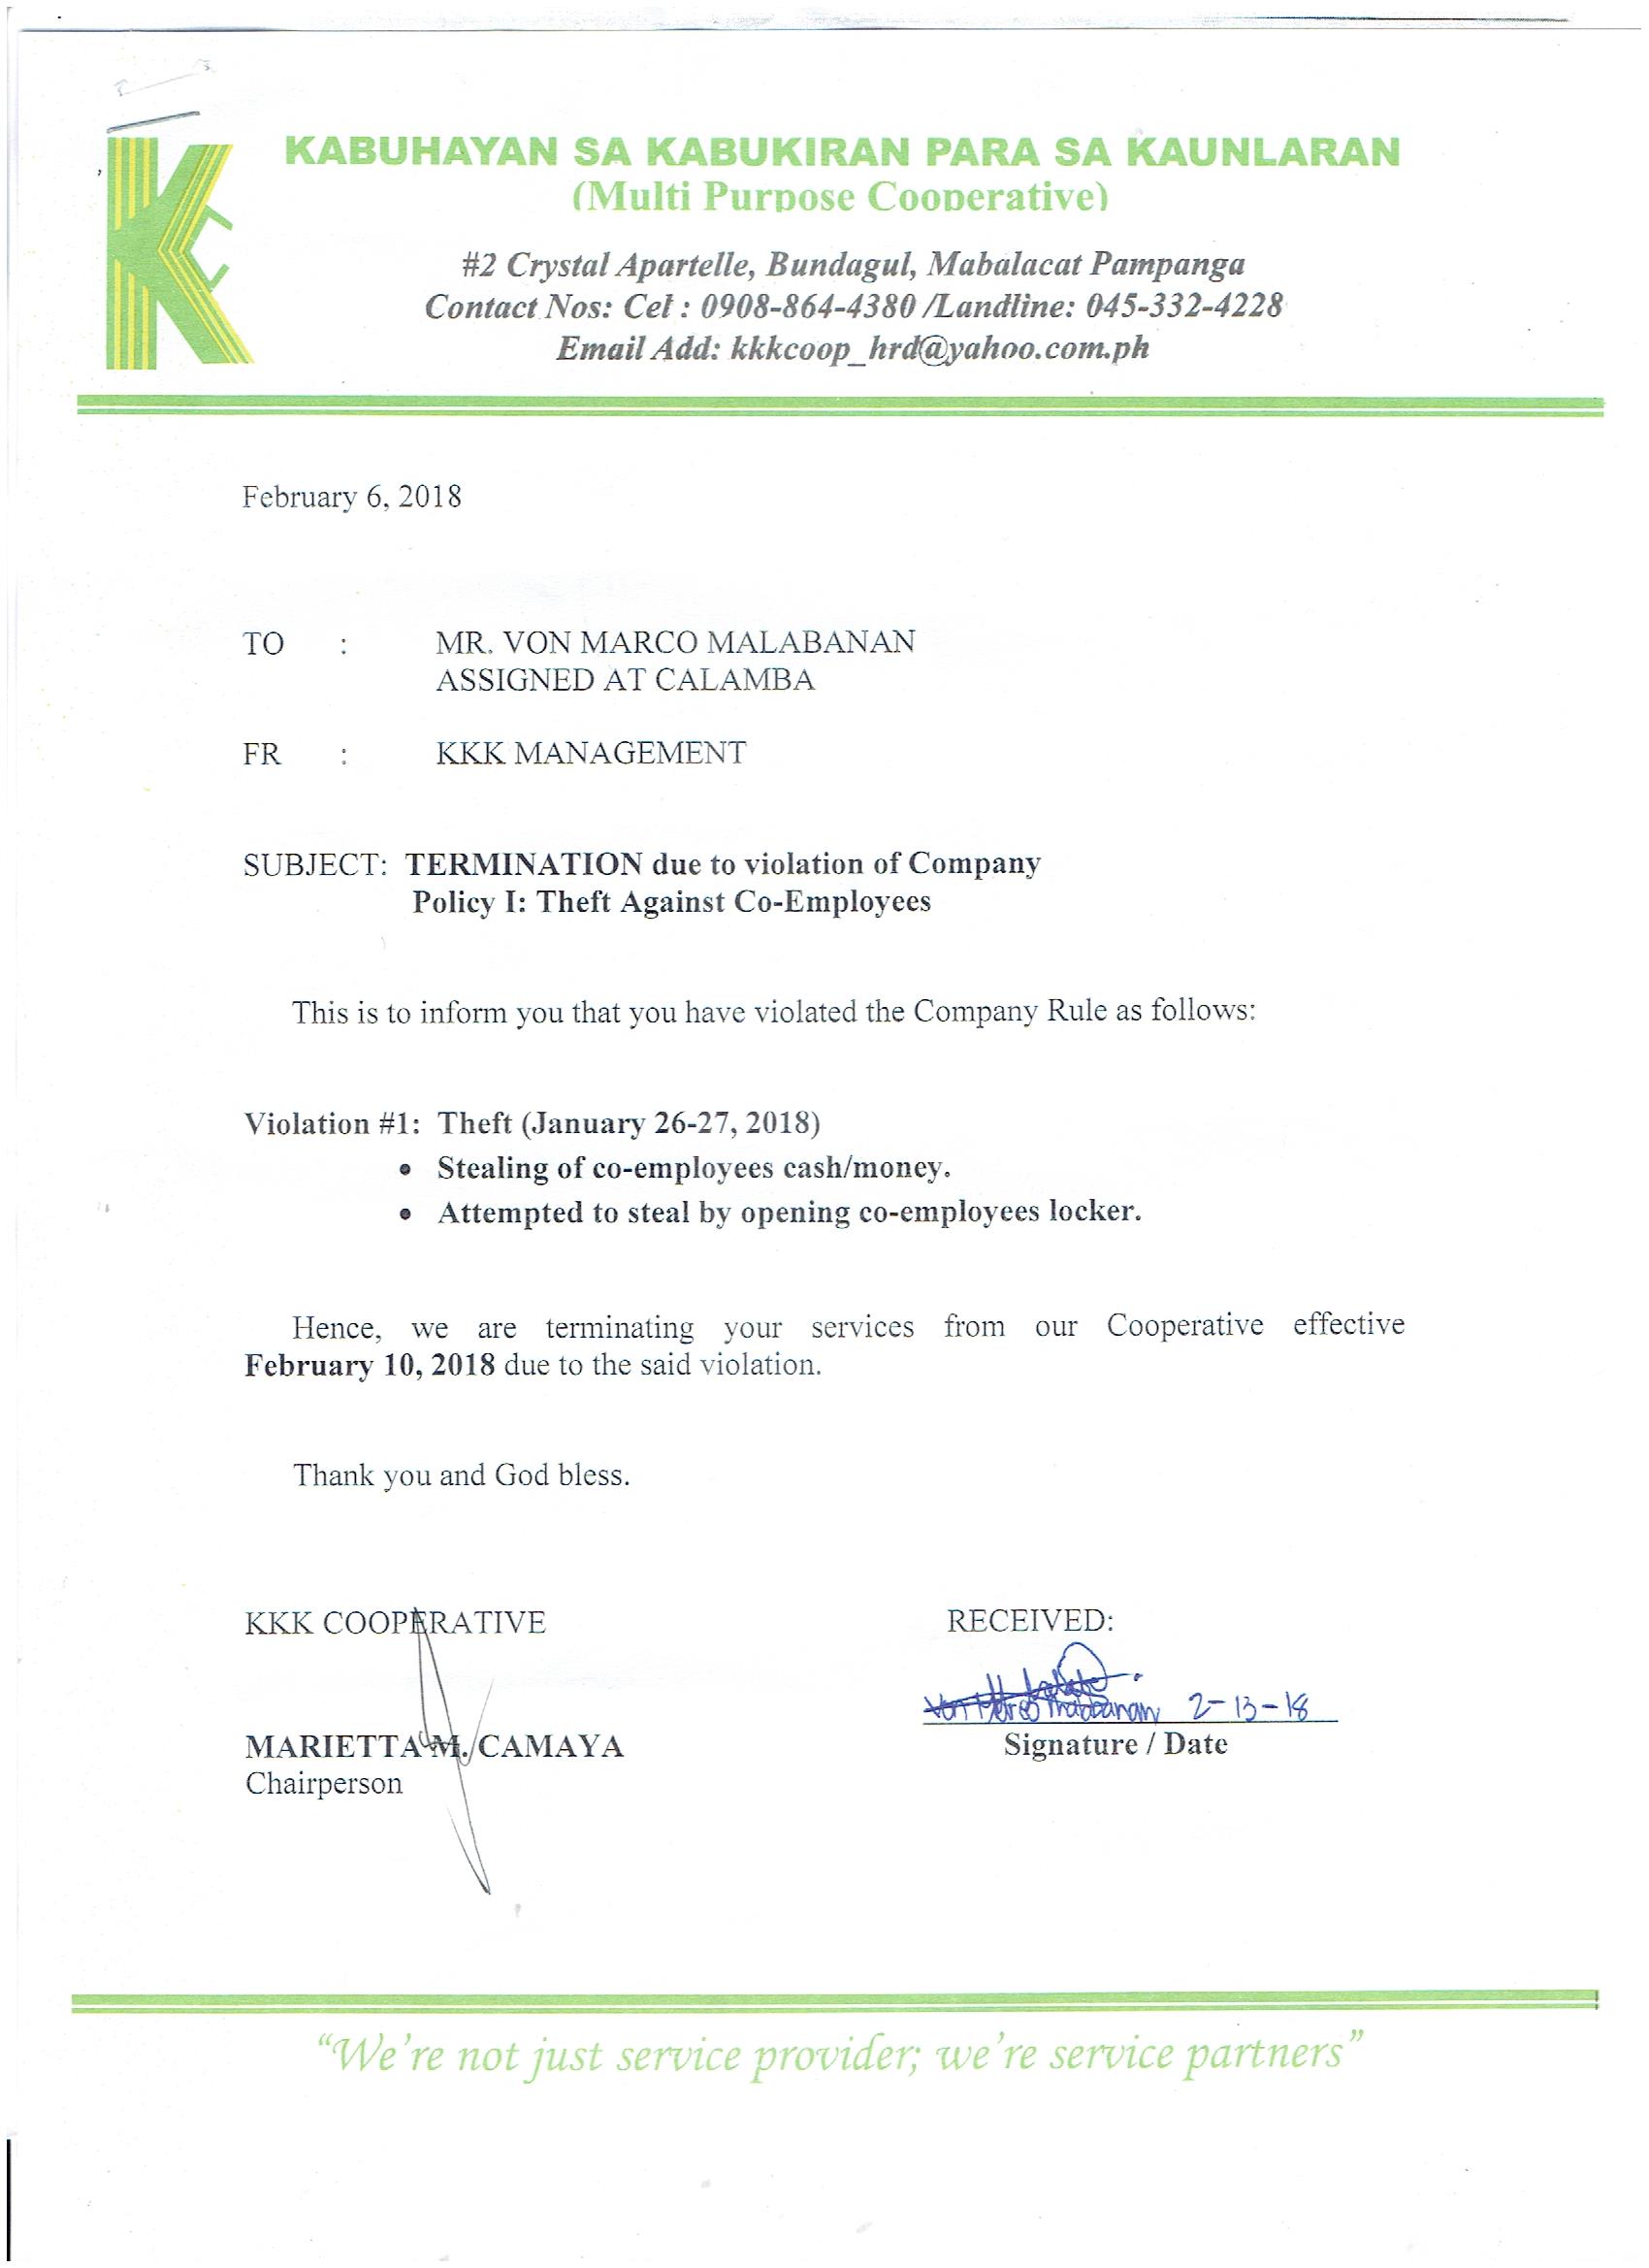 KABUHAYAN SA KABUKIRAN PARA SA KAUNLARAN
(Multi Purpose Cooperative)
#2 Crystal Apartelle, Bundagul, Mabalacat Pampanga
Contact Nos: Cel : 0908-864-4380 /Landline: 045-332-4228
Email Add: kkkcoop_hrd@yahoo.com.ph
February 6, 2018
TO : MR. VON MARCO MALABANAN
ASSIGNED AT CALAMBA
FR : KKK MANAGEMENT
SUBJECT: TERMINATION due to violation of Company
Policy I: Theft Against Co-Employees
This is to inform you that you have violated the Company Rule as follows:
Violation #1: Theft (January 26-27, 2018)
• Stealing of co-employees cash/money.
• Attempted to steal by opening co-employees locker.
Hence, we are terminating your services from our Cooperative effective
February 10, 2018 due to the said violation.
Thank you and God bless.
KKK COOPERATIVE
RECEIVED:
Von Marco Malabanan 2-13-18
MARIETTA M. CAMAYA
Signature / Date
Chairperson
“We’re not just service provider; we’re service partners”